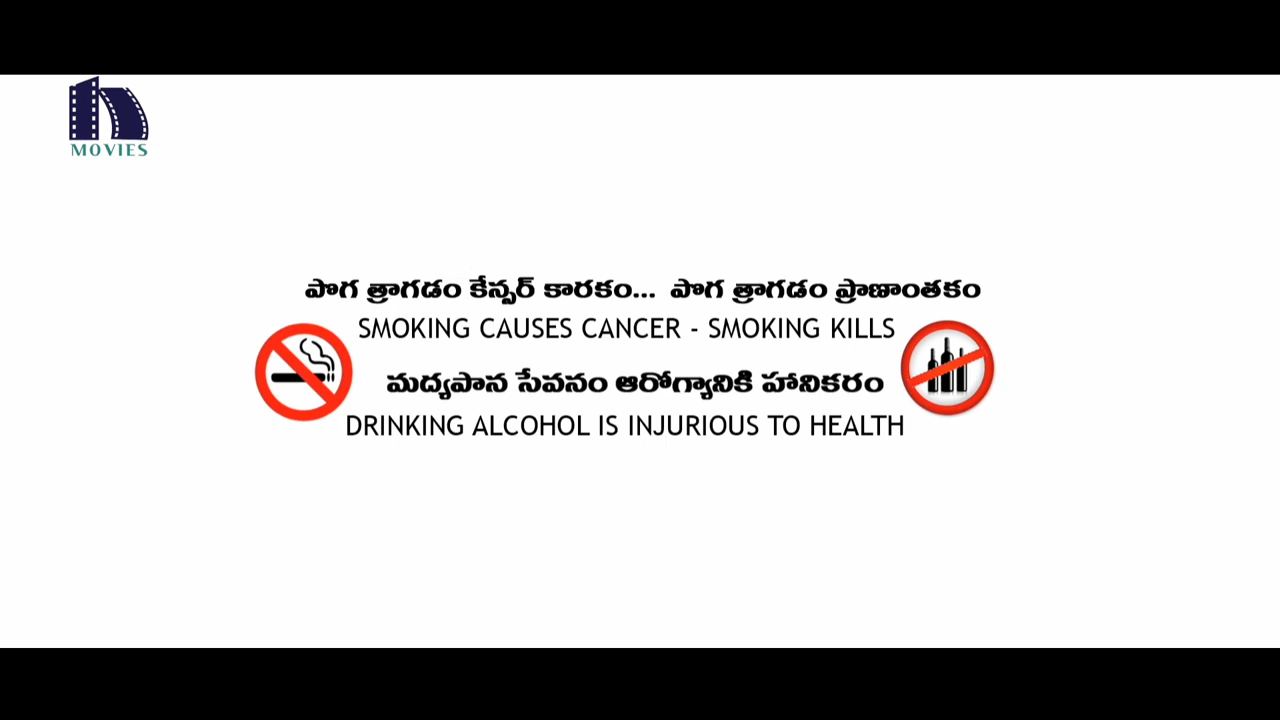 MOVIES
పొగ త్రాగడం కేన్సర్ కారకం... పొగ త్రాగడం ప్రాణాంతకం
SMOKING CAUSES CANCER - SMOKING KILLS
మద్యపాన సేవనం ఆరోగ్యానికి హానికరం
DRINKING ALCOHOL IS INJURIOUS TO HEALTH